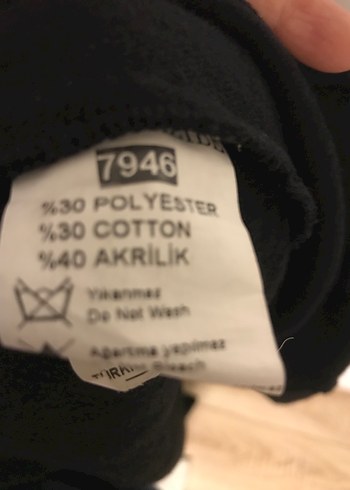 7946
%30 POLYESTER
%30 COTTON
%40 AKRİLİK
Yıkanmaz
Do Not Wash
Ağartma yapılmaz
Bleach